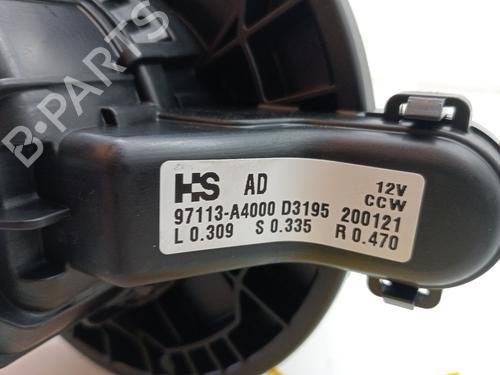 B-PARTS
HS AD 12V
CCW
97113-A4000 D3195 200121
L 0.309 S 0.335 R 0.470